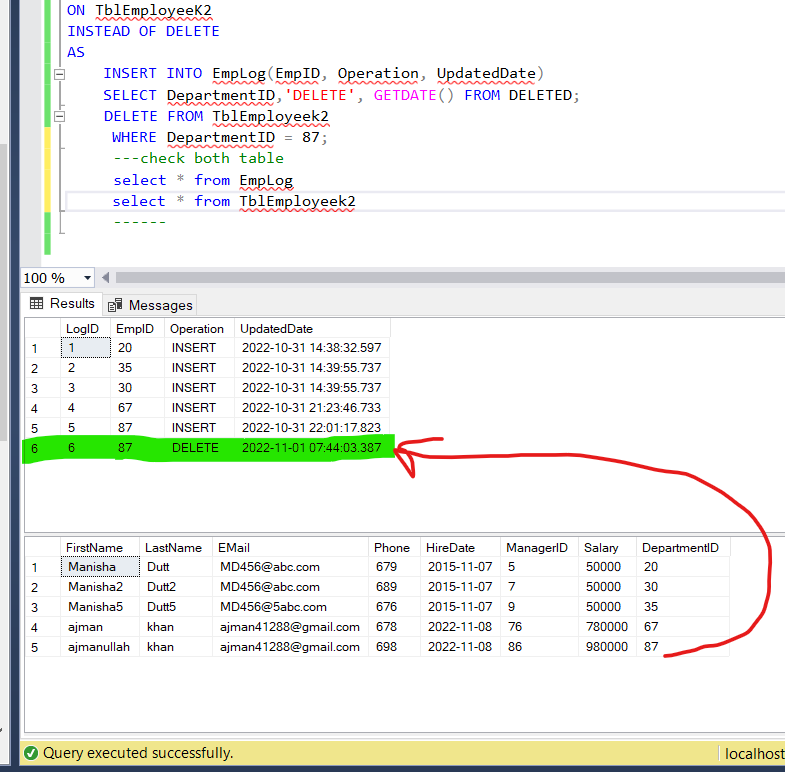 ON TblEmployeeK2
INSTEAD OF DELETE
AS
INSERT INTO EmpLog(EmpID, Operation, UpdatedDate)
SELECT DepartmentID,'DELETE', GETDATE() FROM DELETED;
DELETE FROM TblEmployeek2
WHERE DepartmentID = 87;
---check both table
select * from EmpLog
select * from TblEmployeek2
------
100 %
Results Messages
LogID EmpID Operation UpdatedDate
1 1 20 INSERT 2022-10-31 14:38:32.597
2 2 35 INSERT 2022-10-31 14:39:55.737
3 3 30 INSERT 2022-10-31 14:39:55.737
4 4 67 INSERT 2022-10-31 21:23:46.733
5 5 87 INSERT 2022-10-31 22:01:17.823
6 6 87 DELETE 2022-11-01 07:44:03.387
FirstName LastName EMail Phone HireDate ManagerID Salary DepartmentID
1 Manisha Dutt MD456@abc.com 679 2015-11-07 5 50000 20
2 Manisha2 Dutt2 MD456@abc.com 689 2015-11-07 7 50000 30
3 Manisha5 Dutt5 MD456@5abc.com 676 2015-11-07 9 50000 35
4 ajman khan ajman41288@gmail.com 678 2022-11-08 76 780000 67
5 ajmanullah khan ajman41288@gmail.com 698 2022-11-08 86 980000 87
Query executed successfully. localhost